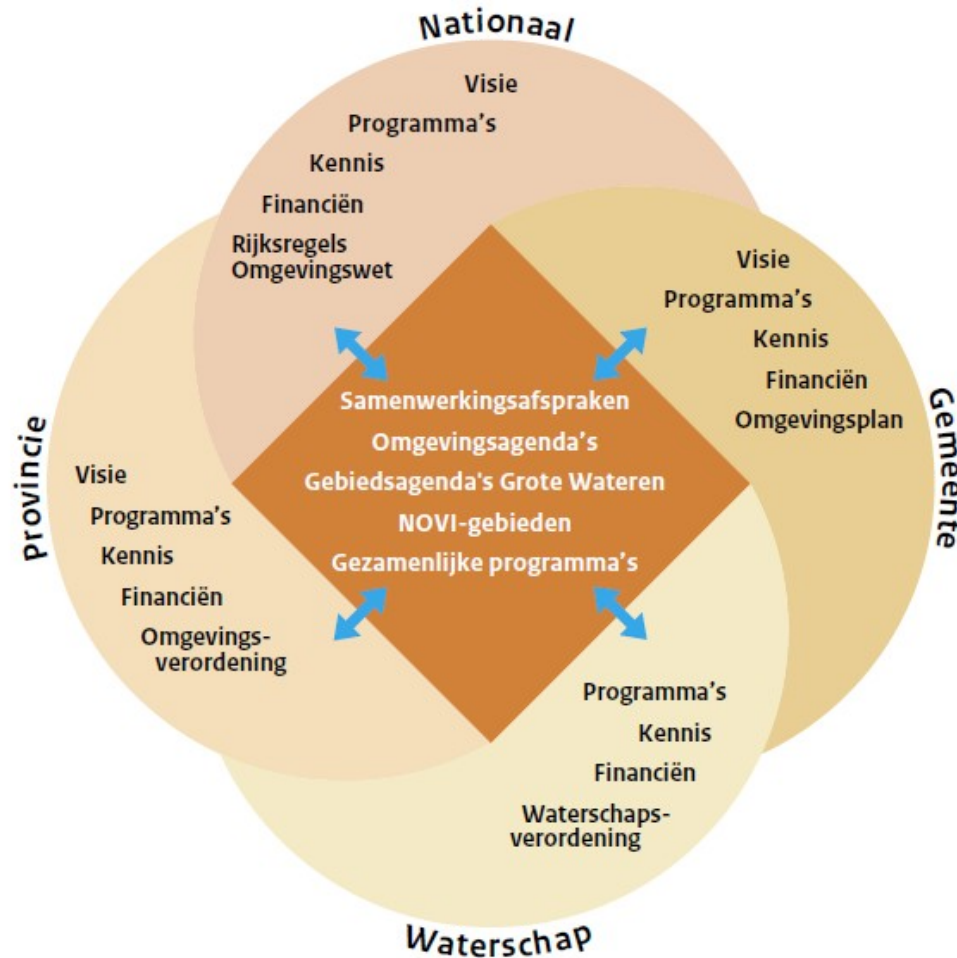 Nationaal
Visie
Programma's
Kennis
Financiën
Rijksregels
Omgevingswet
Gemeente
Visie
Programma's
Kennis
Financiën
Omgevingsplan
Samenwerkingsafspraken
Omgevingsagenda's
Gebiedsagenda's Grote Wateren
NOVI-gebieden
Gezamenlijke programma's
Provincie
Visie
Programma's
Kennis
Financiën
Omgevings-
verordening
Programma's
Kennis
Financiën
Waterschaps-
verordening
Waterschap